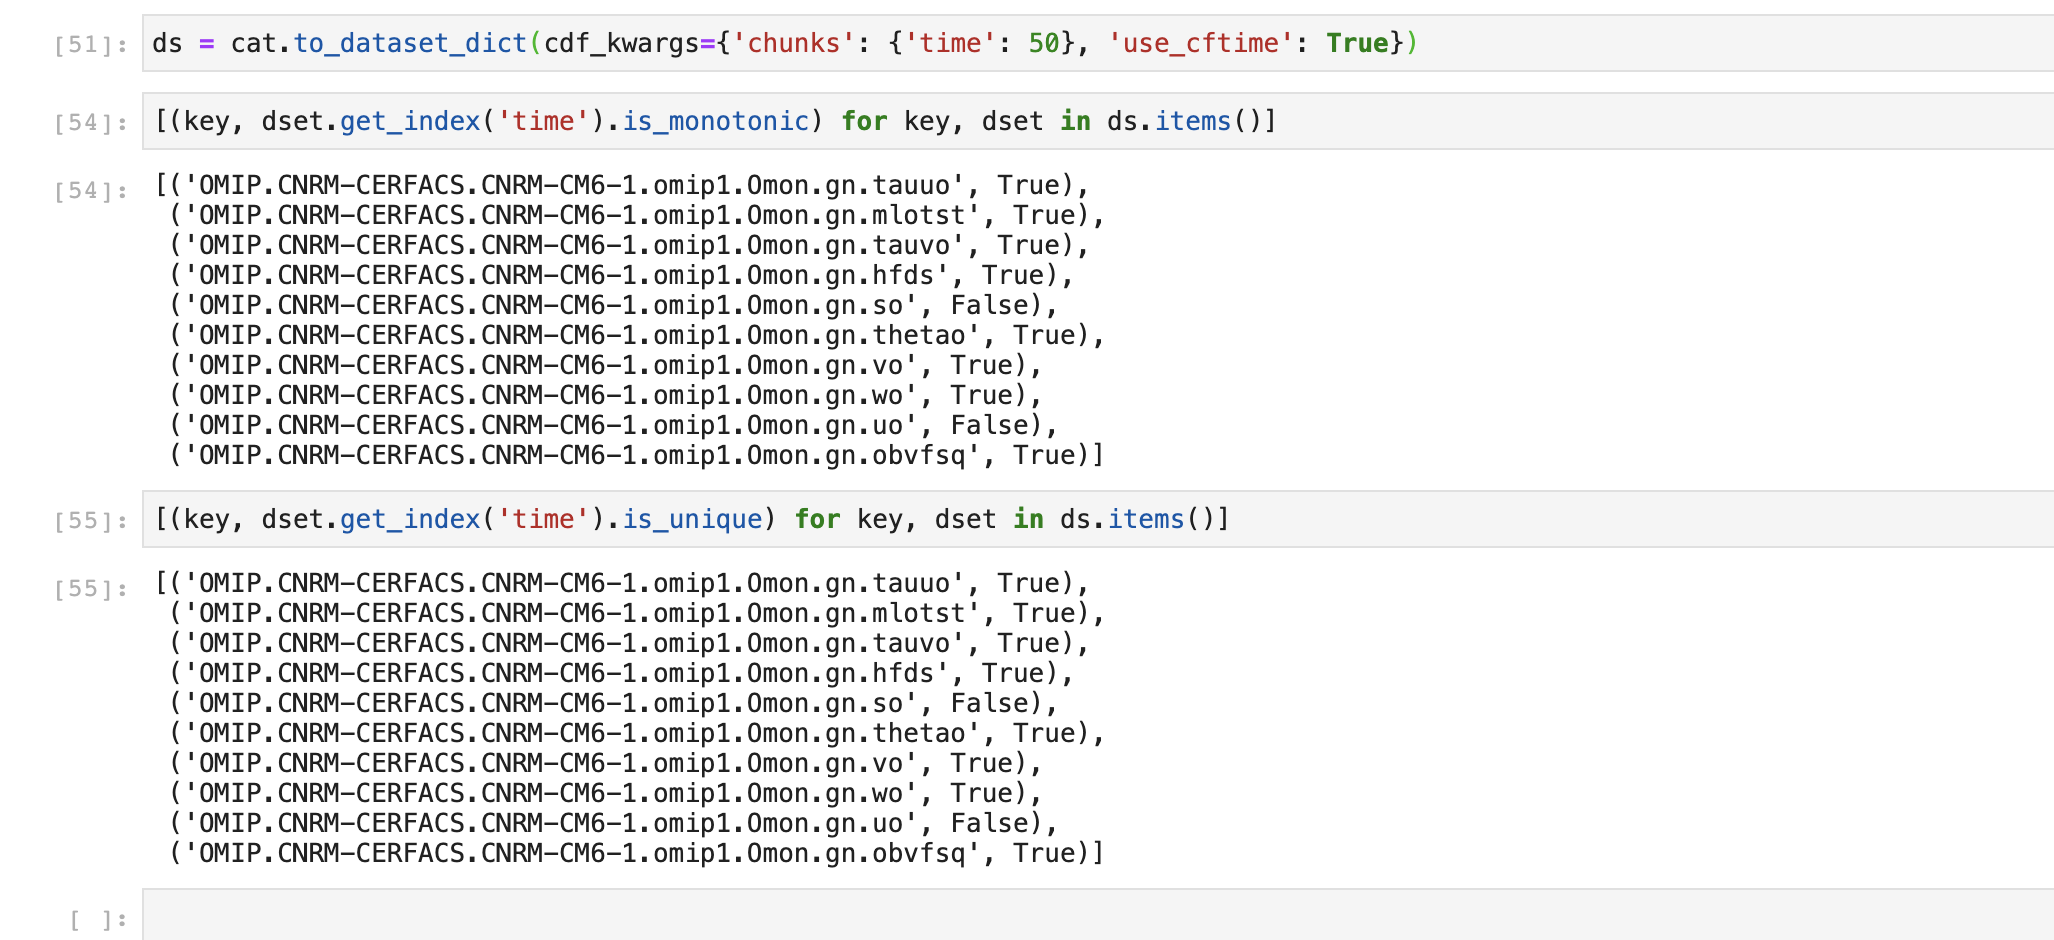 [51]: ds = cat.to_dataset_dict(cdf_kwargs={'chunks': {'time': 50}, 'use_cftime': True})
[54]: [(key, dset.get_index('time').is_monotonic) for key, dset in ds.items()]
[54]: [('OMIP.CNRM-CERFACS.CNRM-CM6-1.omip1.Omon.gn.tauuo', True),
('OMIP.CNRM-CERFACS.CNRM-CM6-1.omip1.Omon.gn.mlotst', True),
('OMIP.CNRM-CERFACS.CNRM-CM6-1.omip1.Omon.gn.tauvo', True),
('OMIP.CNRM-CERFACS.CNRM-CM6-1.omip1.Omon.gn.hfds', True),
('OMIP.CNRM-CERFACS.CNRM-CM6-1.omip1.Omon.gn.so', False),
('OMIP.CNRM-CERFACS.CNRM-CM6-1.omip1.Omon.gn.thetao', True),
('OMIP.CNRM-CERFACS.CNRM-CM6-1.omip1.Omon.gn.vo', True),
('OMIP.CNRM-CERFACS.CNRM-CM6-1.omip1.Omon.gn.wo', True),
('OMIP.CNRM-CERFACS.CNRM-CM6-1.omip1.Omon.gn.uo', False),
('OMIP.CNRM-CERFACS.CNRM-CM6-1.omip1.Omon.gn.obvfsq', True)]
[55]: [(key, dset.get_index('time').is_unique) for key, dset in ds.items()]
[55]: [('OMIP.CNRM-CERFACS.CNRM-CM6-1.omip1.Omon.gn.tauuo', True),
('OMIP.CNRM-CERFACS.CNRM-CM6-1.omip1.Omon.gn.mlotst', True),
('OMIP.CNRM-CERFACS.CNRM-CM6-1.omip1.Omon.gn.tauvo', True),
('OMIP.CNRM-CERFACS.CNRM-CM6-1.omip1.Omon.gn.hfds', True),
('OMIP.CNRM-CERFACS.CNRM-CM6-1.omip1.Omon.gn.so', False),
('OMIP.CNRM-CERFACS.CNRM-CM6-1.omip1.Omon.gn.thetao', True),
('OMIP.CNRM-CERFACS.CNRM-CM6-1.omip1.Omon.gn.vo', True),
('OMIP.CNRM-CERFACS.CNRM-CM6-1.omip1.Omon.gn.wo', True),
('OMIP.CNRM-CERFACS.CNRM-CM6-1.omip1.Omon.gn.uo', False),
('OMIP.CNRM-CERFACS.CNRM-CM6-1.omip1.Omon.gn.obvfsq', True)]
[ ]: